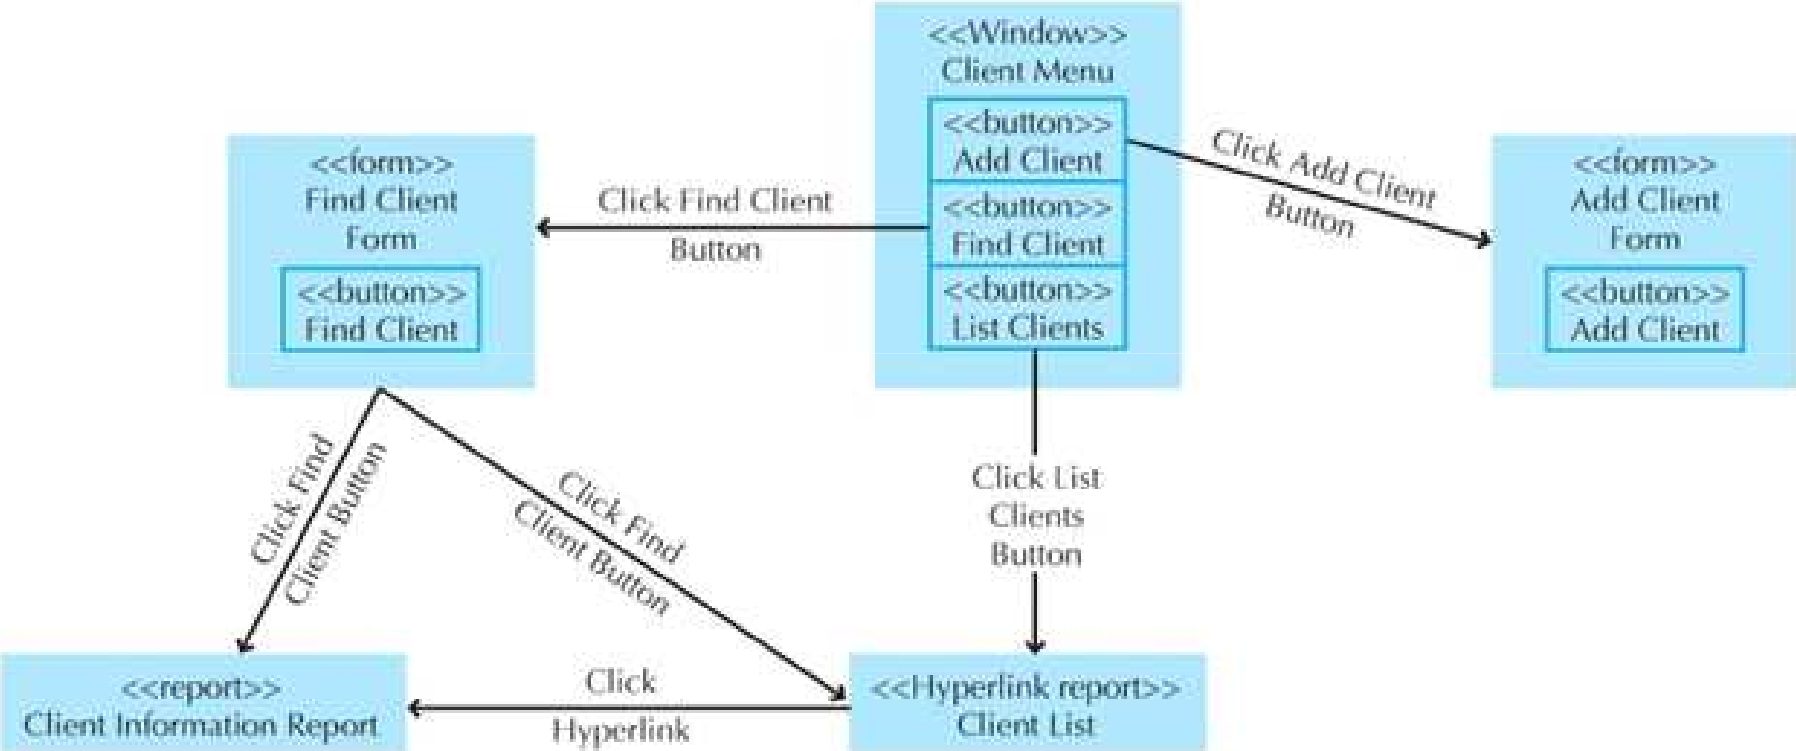 <<Window>>
Client Menu
<<button>>
Add Client
<<button>>
Find Client
<<button>>
List Clients
<<form>>
Find Client
Form
<<button>>
Find Client
Click Find Client
Button
Click Add Client
Button
<<form>>
Add Client
Form
<<button>>
Add Client
Click Find
Client Button
Click Find
Client Button
Click List
Clients
Button
<<report>>
Client Information Report
Click
Hyperlink
<<Hyperlink report>>
Client List